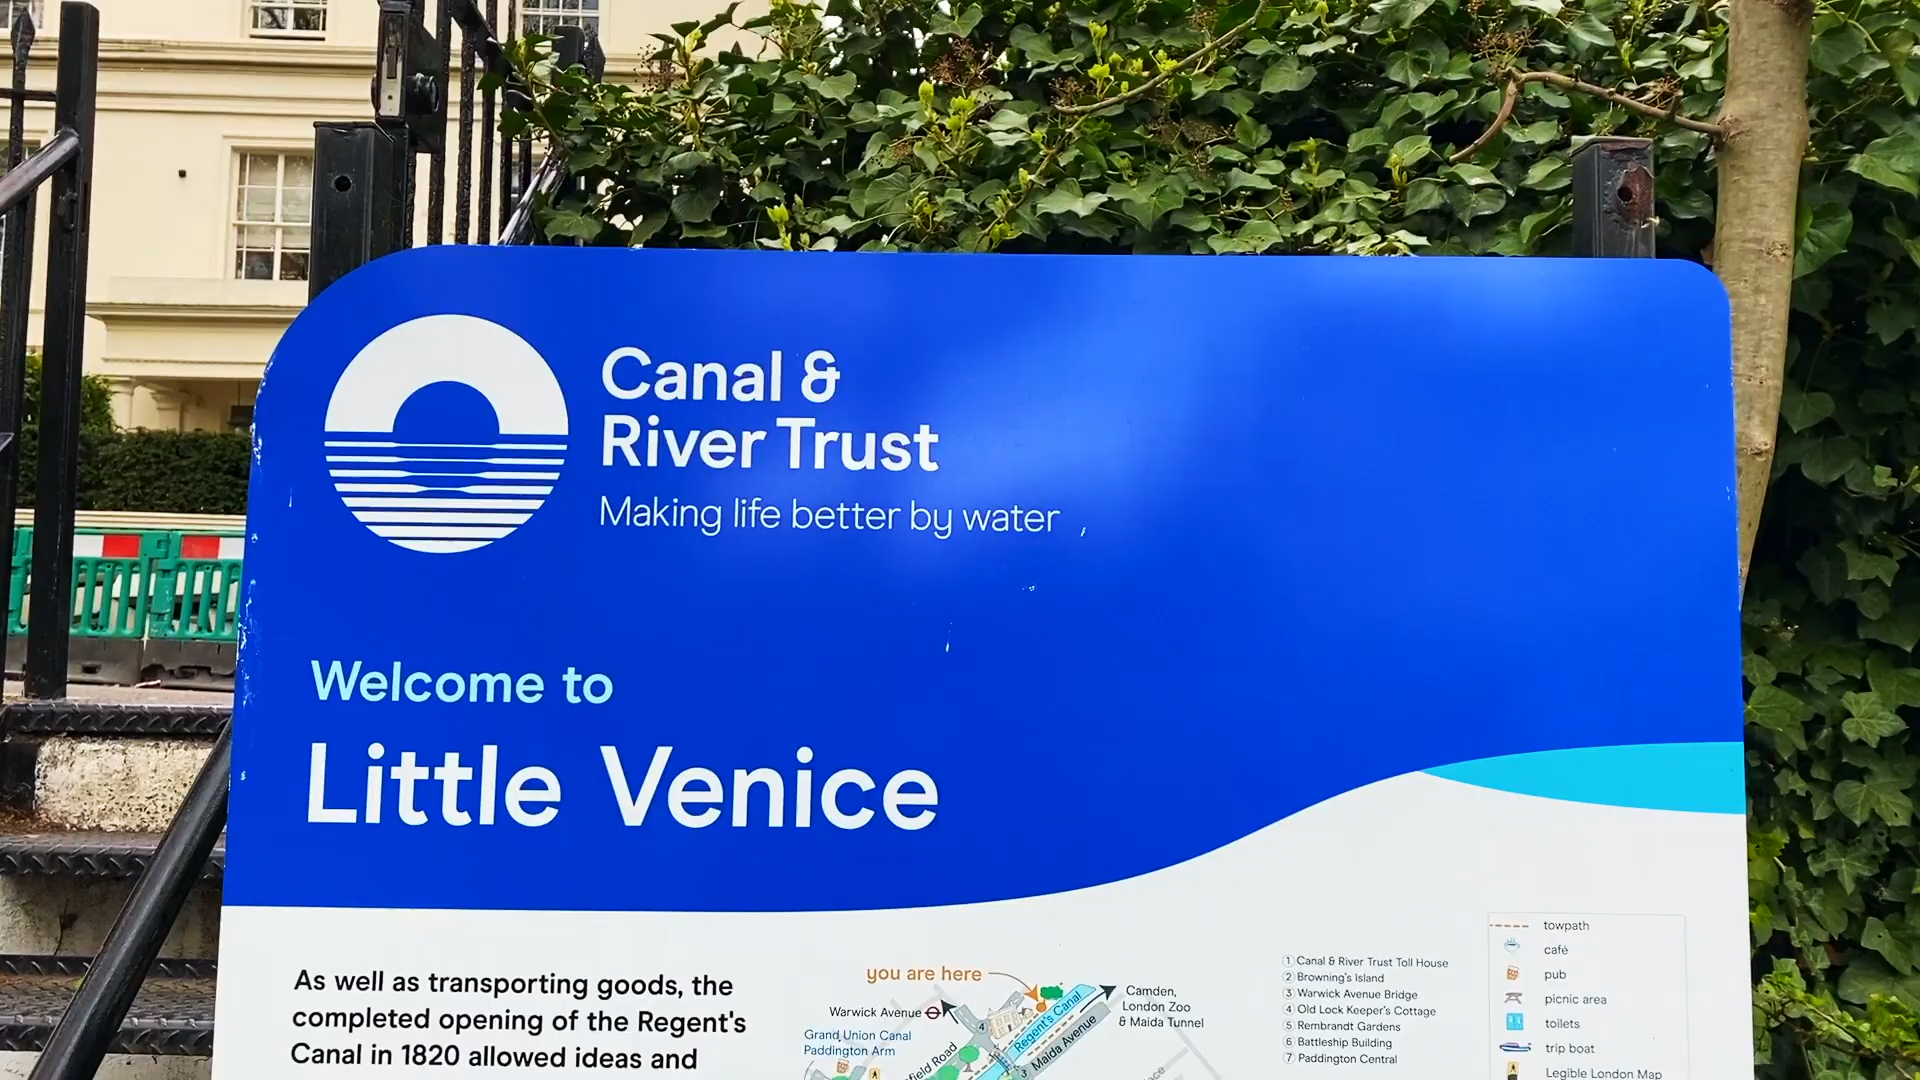 Canal &
River Trust
Making life better by water
Welcome to
Little Venice
As well as transporting goods, the
completed opening of the Regent's
Canal in 1820 allowed ideas and
you are here
Warwick Avenue
Grand Union Canal
Paddington Arm
4
Regent's Canal
Maida Avenue
3
Camden,
London Zoo
& Maida Tunnel
1 Canal & River Trust Toll House
2 Browning's Island
3 Warwick Avenue Bridge
4 Old Lock Keeper's Cottage
5 Rembrandt Gardens
6 Battleship Building
7 Paddington Central
towpath
café
pub
picnic area
toilets
trip boat
Legible London Map